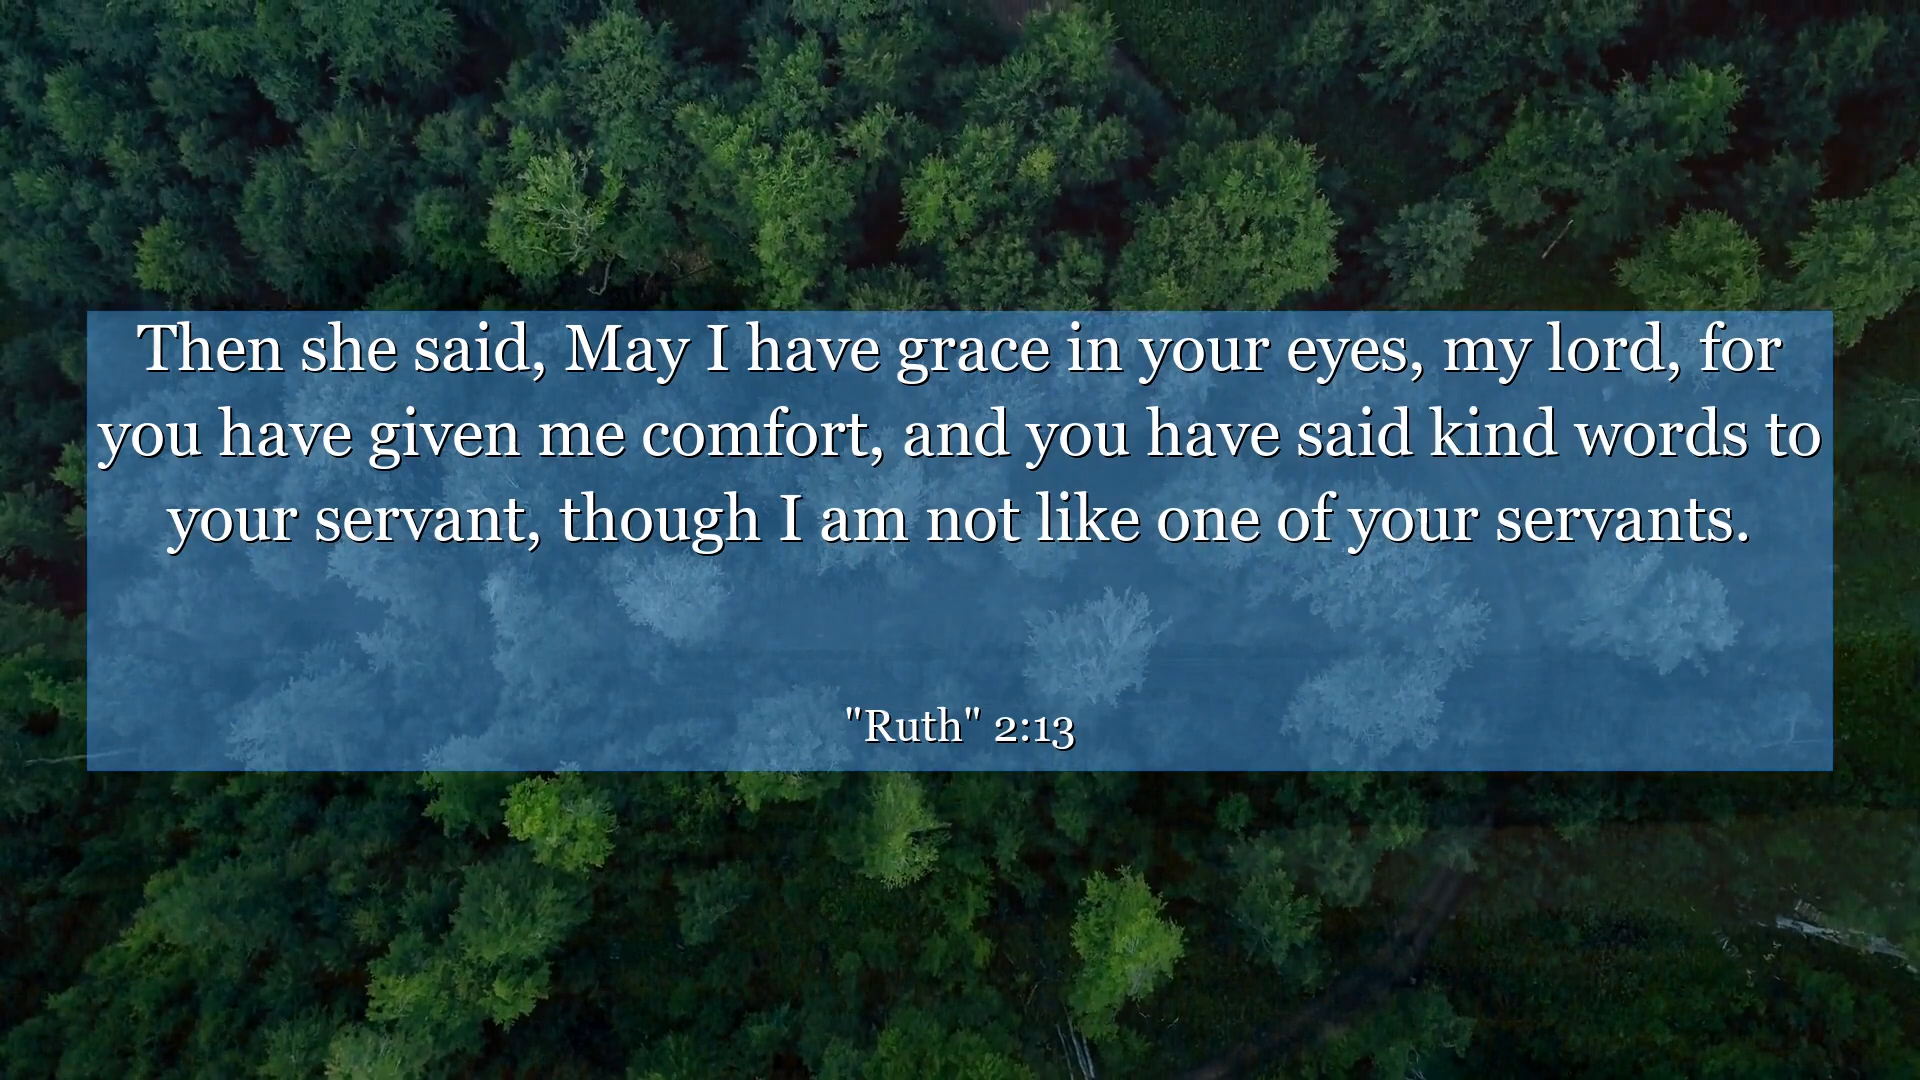 Then she said, May I have grace in your eyes, my lord, for
you have given me comfort, and you have said kind words to
your servant, though I am not like one of your servants.
"Ruth" 2:13